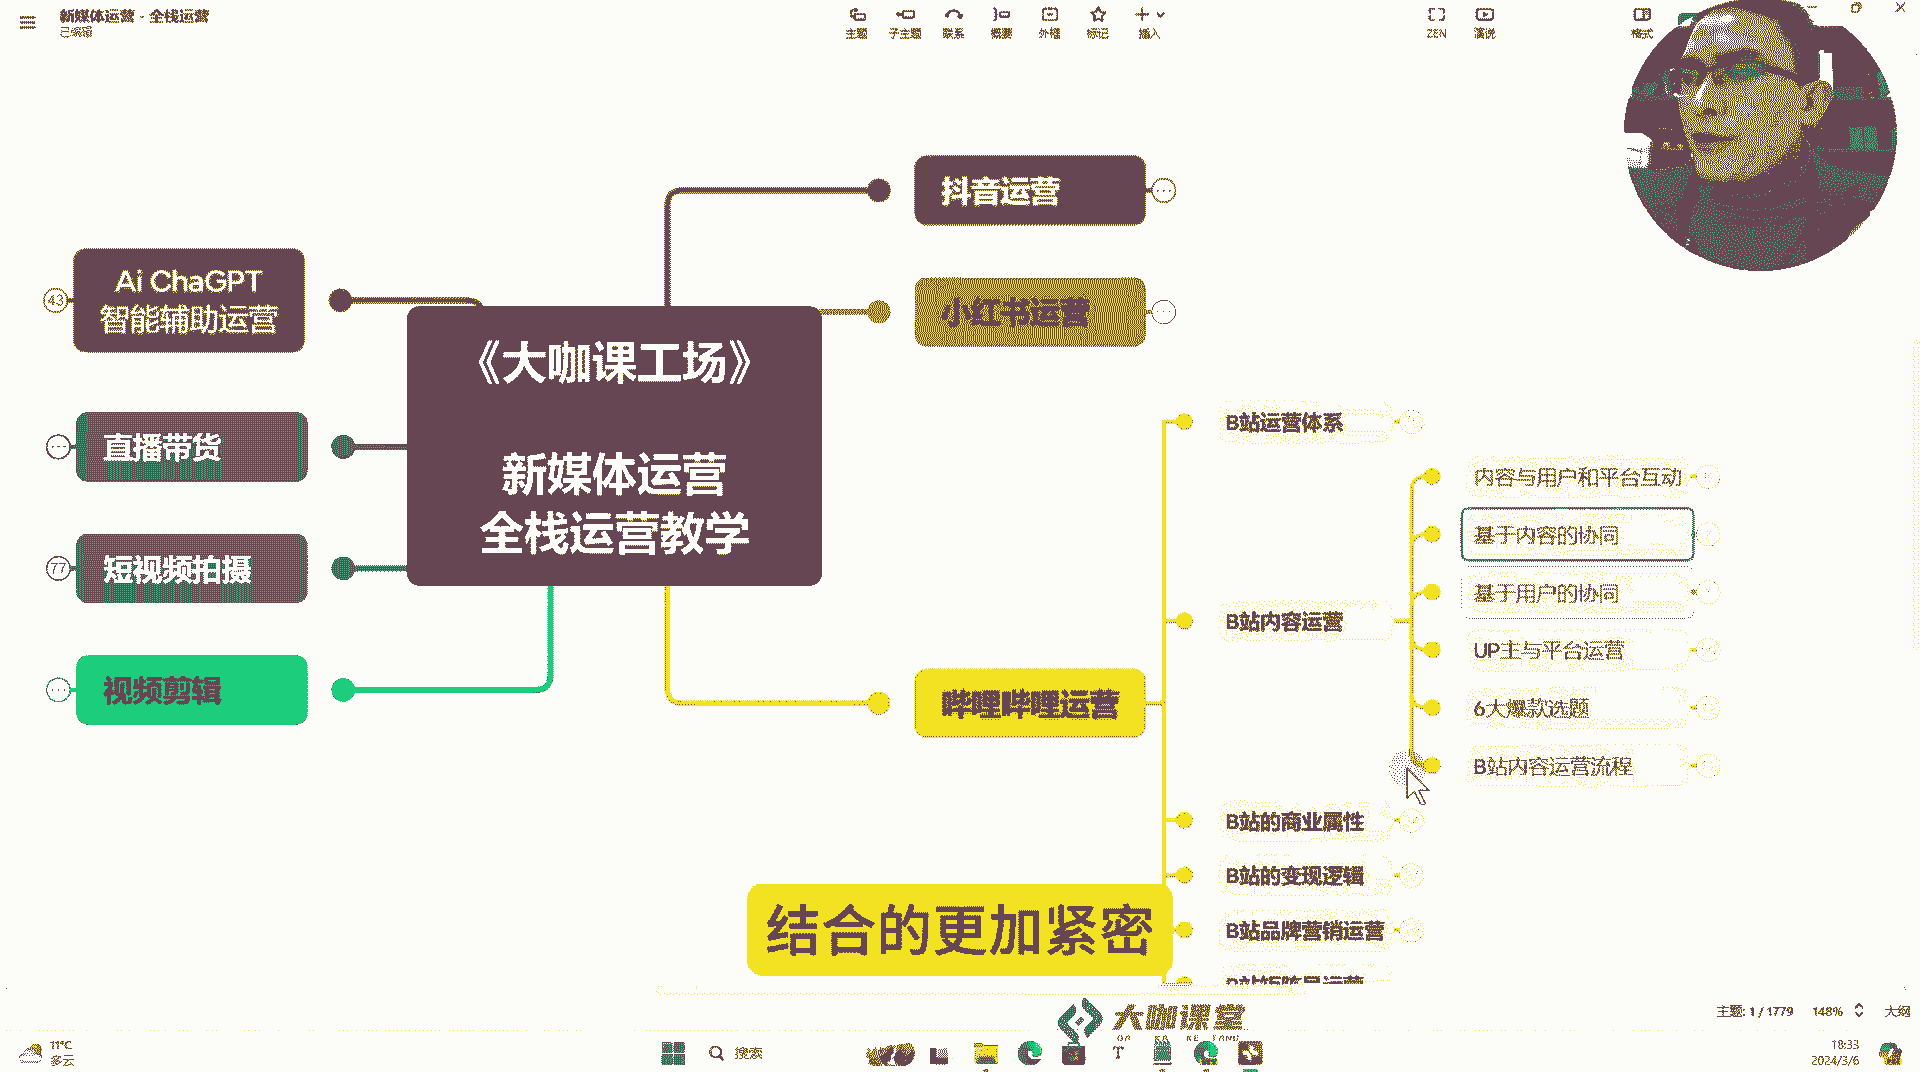 新媒体运营 - 全栈运营
已编辑
主题
子主题
联系
概要
外框
标记
插入
ZEN
演说
格式
抖音运营
小红书运营
Ai ChaGPT
智能辅助运营
43
直播带货
短视频拍摄
77
视频剪辑
《大咖课工场》
新媒体运营
全栈运营教学
哔哩哔哩运营
B站运营体系
B站内容运营
内容与用户和平台互动
基于内容的协同
基于用户的协同
UP主与平台运营
6大爆款选题
B站内容运营流程
B站的商业属性
B站的变现逻辑
B站品牌营销运营
结合的更加紧密
大咖课堂
DA KA KE TANG
主题: 1 / 1779
148%
大纲
11°C
多云
搜索
18:33
2024/3/6